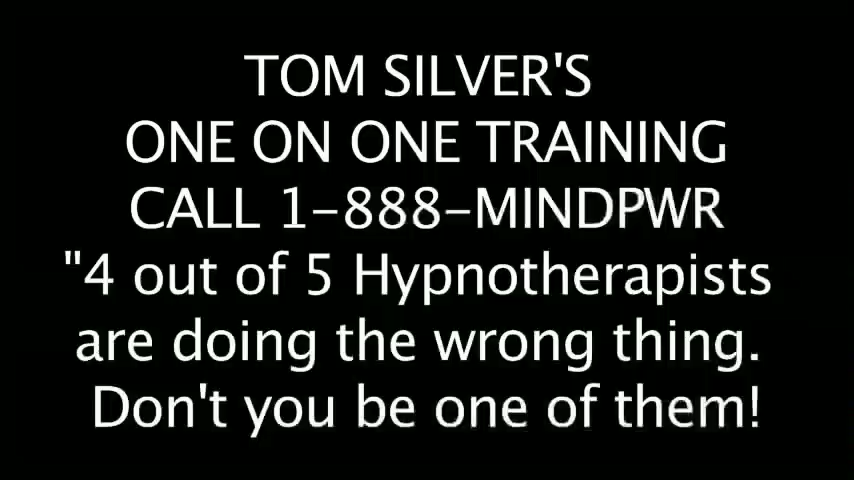 TOM SILVER'S
ONE ON ONE TRAINING
CALL 1-888-MINDPWR
"4 out of 5 Hypnotherapists
are doing the wrong thing.
Don't you be one of them!